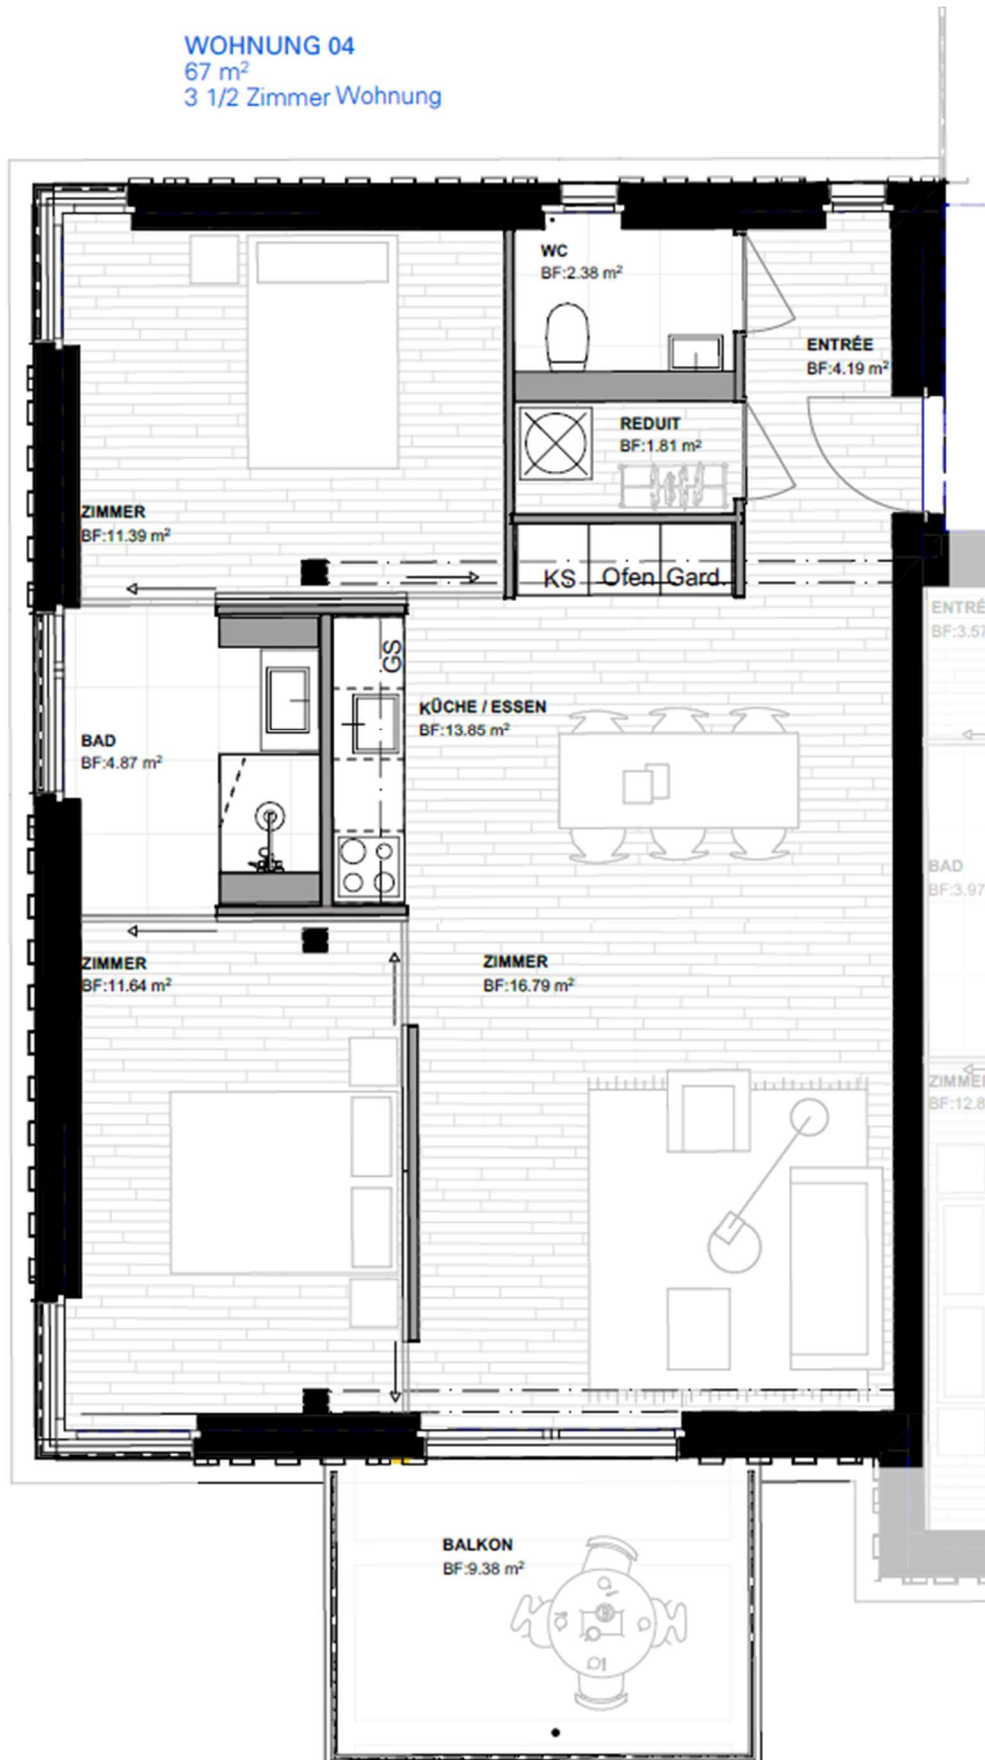 WOHNUNG 04
67 m²
3 1/2 Zimmer Wohnung
WC
BF:2.38 m²
ENTRÉE
BF:4.19 m²
REDUIT
BF:1.81 m²
ZIMMER
BF:11.39 m²
KS
Ofen
Gard.
GS
KÜCHE / ESSEN
BF:13.85 m²
BAD
BF:4.87 m²
ZIMMER
BF:11.64 m²
ZIMMER
BF:16.79 m²
BALKON
BF:9.38 m²
BAD
BF:3.97